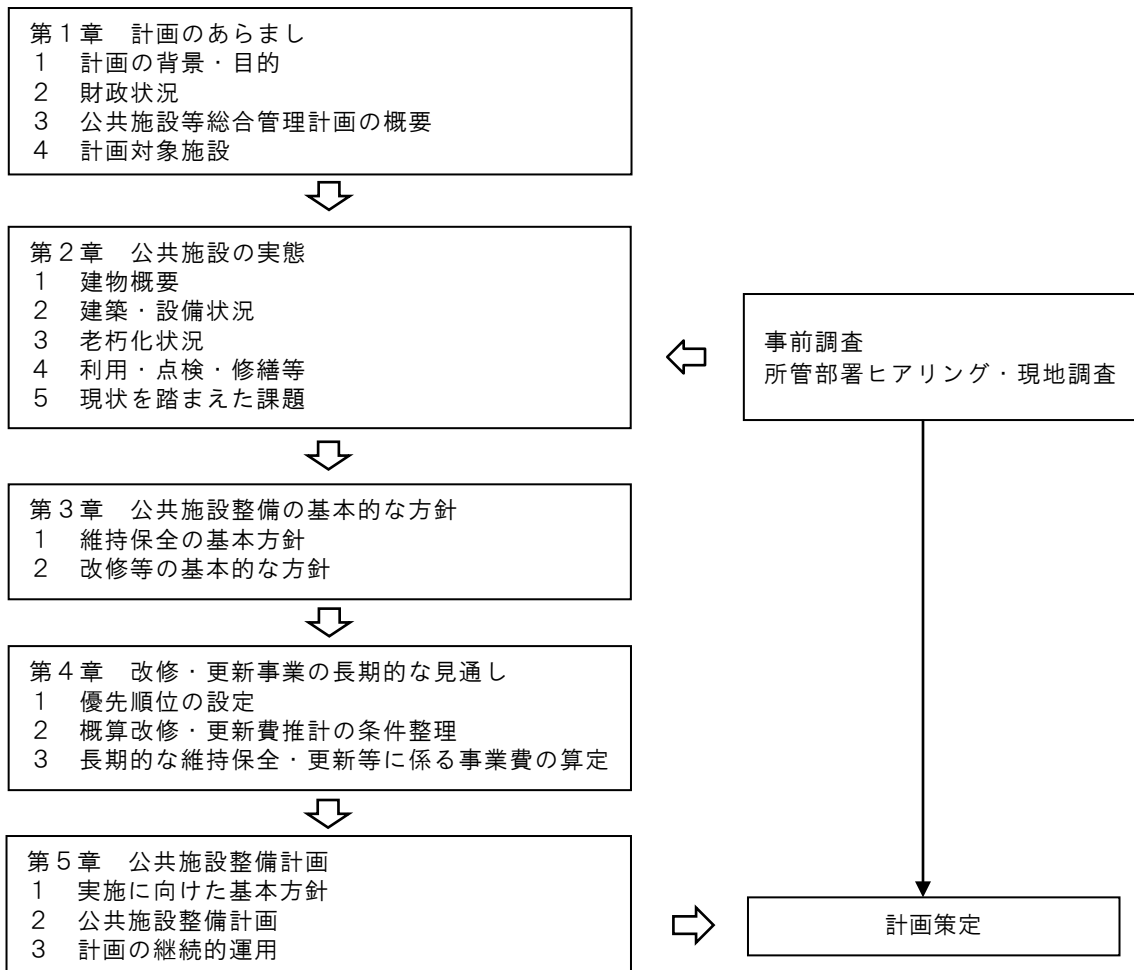 第１章　計画のあらまし
１　計画の背景・目的
２　財政状況
３　公共施設等総合管理計画の概要
４　計画対象施設
第２章　公共施設の実態
１　建物概要
２　建築・設備状況
３　老朽化状況
４　利用・点検・修繕等
５　現状を踏まえた課題
事前調査
所管部署ヒアリング・現地調査
第３章　公共施設整備の基本的な方針
１　維持保全の基本方針
２　改修等の基本的な方針
第４章　改修・更新事業の長期的な見通し
１　優先順位の設定
２　概算改修・更新費推計の条件整理
３　長期的な維持保全・更新等に係る事業費の算定
第５章　公共施設整備計画
１　実施に向けた基本方針
２　公共施設整備計画
３　計画の継続的運用
計画策定